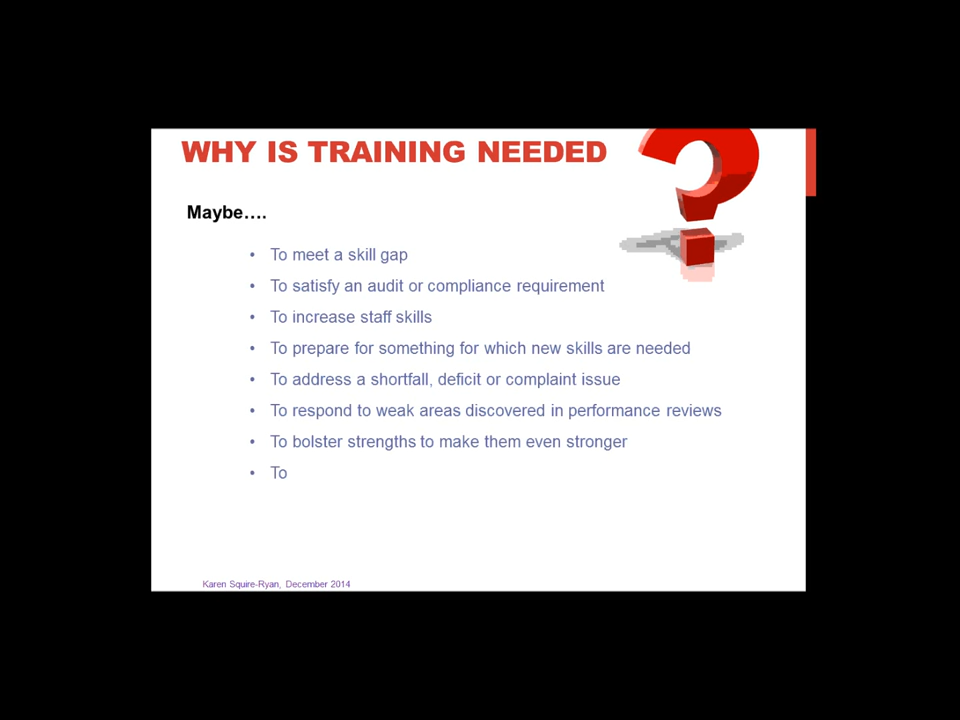 WHY IS TRAINING NEEDED
Maybe….
• To meet a skill gap
• To satisfy an audit or compliance requirement
• To increase staff skills
• To prepare for something for which new skills are needed
• To address a shortfall, deficit or complaint issue
• To respond to weak areas discovered in performance reviews
• To bolster strengths to make them even stronger
• To
Karen Squire-Ryan, December 2014